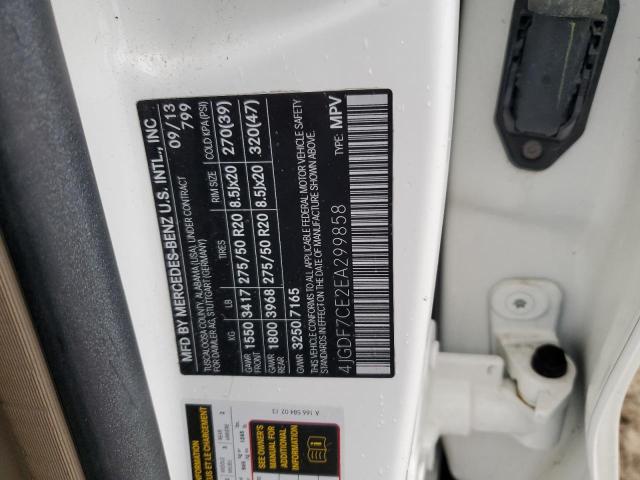 MFD BY MERCEDES-BENZ U.S. INTL., INC
TUSCALOOSA COUNTY, ALABAMA (USA), UNDER CONTRACT 09/13
FOR DAIMLER AG, STUTTGART (GERMANY) 799
KG LB TIRES RIM SIZE COLD KPA (PSI)
GAWR 1550 3417 275/50 R20 8.5Jx20 270(39)
FRONT
GAWR 1800 3968 275/50 R20 8.5Jx20 320(47)
REAR
GVWR 3250 7165
THIS VEHICLE CONFORMS TO ALL APPLICABLE FEDERAL MOTOR VEHICLE SAFETY
STANDARDS IN EFFECT ON THE DATE OF MANUFACTURE SHOWN ABOVE.
4JGDF7CE2EA299858 TYPE: MPV
A 166 584 02 13
SEE OWNER'S
MANUAL FOR
ADDITIONAL
INFORMATION